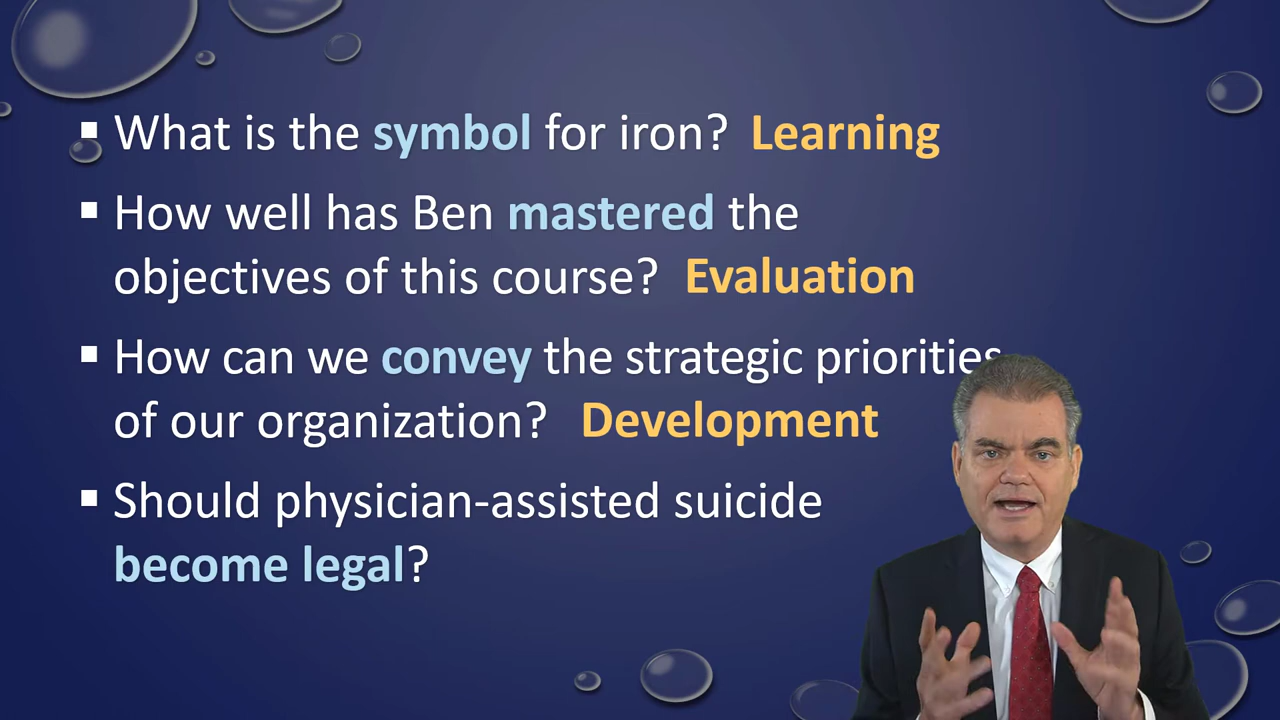 What is the symbol for iron? Learning
How well has Ben mastered the
objectives of this course? Evaluation
How can we convey the strategic priorities
of our organization? Development
Should physician-assisted suicide
become legal?